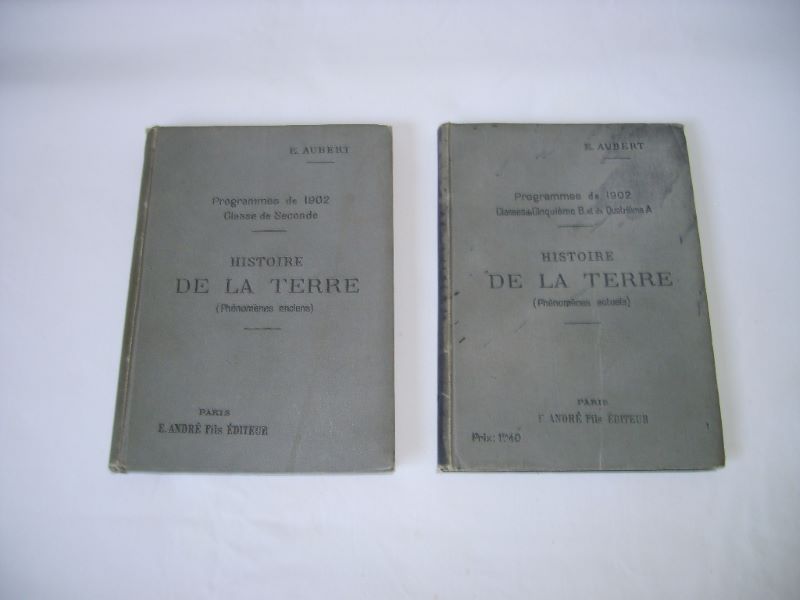 E. AUBERT
Programmes de 1902
Classe de Seconde
HISTOIRE
DE LA TERRE
(Phénomènes anciens)
PARIS
E. ANDRÉ Fils ÉDITEUR
E. AUBERT
Programmes de 1902
Classes de Cinquième B. et de Quatrième A
HISTOIRE
DE LA TERRE
(Phénomènes actuels)
PARIS
E. ANDRÉ Fils ÉDITEUR
Prix: 1fr40